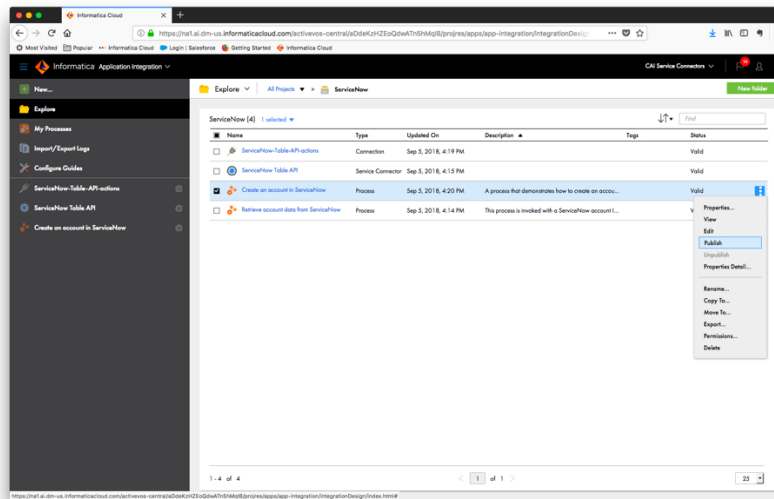 Informatica Cloud
https://na1.ai.dm-us.informaticacloud.com/activevos-central/aDdeKzHZEoQdwATnShMqIB/projres/apps/app-integration/integrationDesign
Most Visited Popular Informatica Cloud Login | Salesforce Getting Started Informatica Cloud
Informatica Application Integration
CAI Service Connectors
New...
Explore All Projects » ServiceNow
New Folder
Explore
My Processes
Import/Export Logs
Configure Guides
ServiceNow-Table-API-actions
ServiceNow Table API
Create an account in ServiceNow
ServiceNow (4) 1 selected
Find
Name Type Updated On Description Tags Status
ServiceNow-Table-API-actions Connection Sep 5, 2018, 4:19 PM Valid
ServiceNow Table API Service Connector Sep 5, 2018, 4:15 PM Valid
Create an account in ServiceNow Process Sep 5, 2018, 4:20 PM A process that demonstrates how to create an accou... Valid
Retrieve account data from ServiceNow Process Sep 5, 2018, 4:14 PM This process is invoked with a ServiceNow account I...
Properties...
View
Edit
Publish
Unpublish
Properties Detail...
Rename...
Copy To...
Move To...
Export...
Permissions...
Delete
1-4 of 4
1 of 1
25
https://na1.ai.dm-us.informaticacloud.com/activevos-central/aDdeKzHZEoQdwATnShMqIB/projres/apps/app-integration/integrationDesign/index.html#